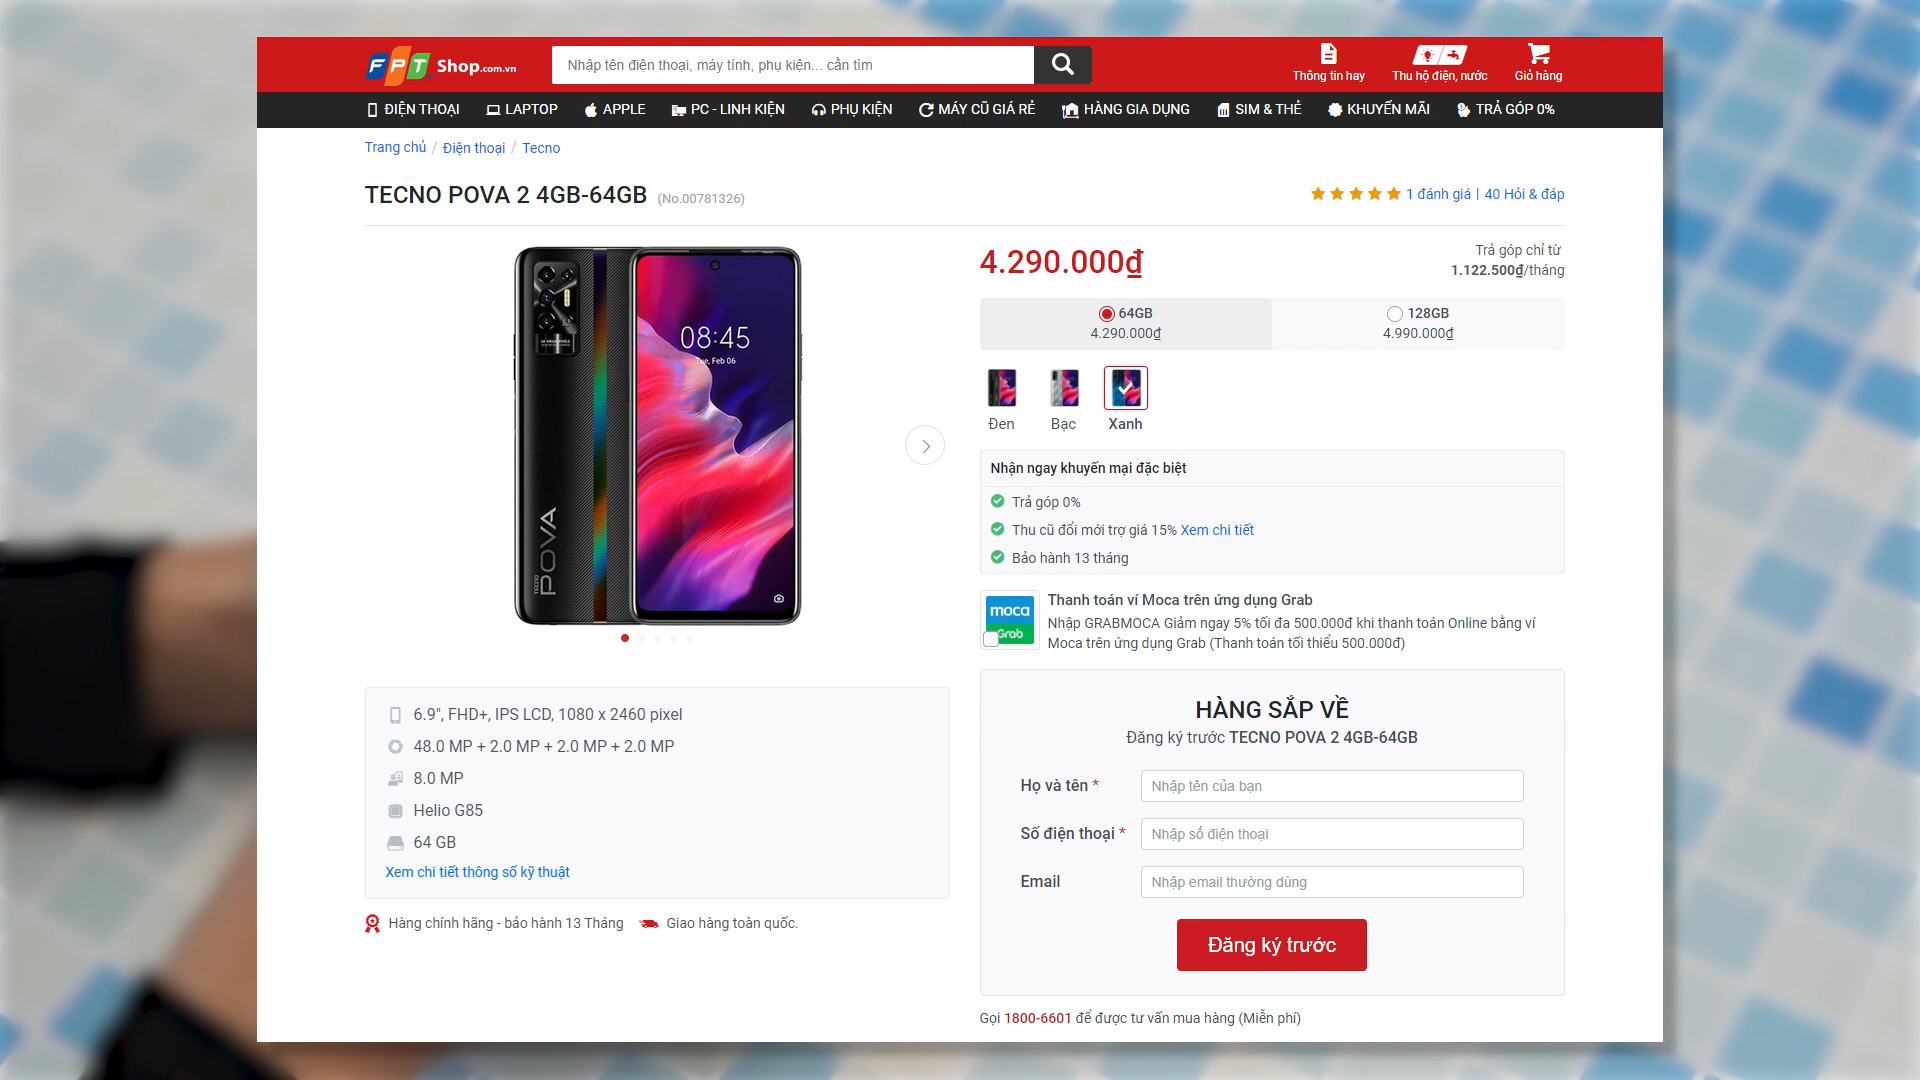 FPT Shop.com.vn
Nhập tên điện thoại, máy tính, phụ kiện... cần tìm
Thông tin hay
Thu hộ điện, nước
Giỏ hàng
ĐIỆN THOẠI
LAPTOP
APPLE
PC - LINH KIỆN
PHỤ KIỆN
MÁY CŨ GIÁ RẺ
HÀNG GIA DỤNG
SIM & THẺ
KHUYẾN MÃI
TRẢ GÓP 0%
Trang chủ / Điện thoại / Tecno
TECNO POVA 2 4GB-64GB (No.00781326)
1 đánh giá | 40 Hỏi & đáp
08:45
Tue, Feb 06
TECNO
POVA
4.290.000₫
Trả góp chỉ từ
1.122.500₫/tháng
64GB
4.290.000₫
128GB
4.990.000₫
Đen
Bạc
Xanh
Nhận ngay khuyến mại đặc biệt
Trả góp 0%
Thu cũ đổi mới trợ giá 15% Xem chi tiết
Bảo hành 13 tháng
moca
Grab
Thanh toán ví Moca trên ứng dụng Grab
Nhập GRABMOCA Giảm ngay 5% tối đa 500.000đ khi thanh toán Online bằng ví
Moca trên ứng dụng Grab (Thanh toán tối thiểu 500.000đ)
6.9", FHD+, IPS LCD, 1080 x 2460 pixel
48.0 MP + 2.0 MP + 2.0 MP + 2.0 MP
8.0 MP
Helio G85
64 GB
Xem chi tiết thông số kỹ thuật
Hàng chính hãng - bảo hành 13 Tháng
Giao hàng toàn quốc.
HÀNG SẮP VỀ
Đăng ký trước TECNO POVA 2 4GB-64GB
Họ và tên *
Nhập tên của bạn
Số điện thoại *
Nhập số điện thoại
Email
Nhập email thường dùng
Đăng ký trước
Gọi 1800-6601 để được tư vấn mua hàng (Miễn phí)